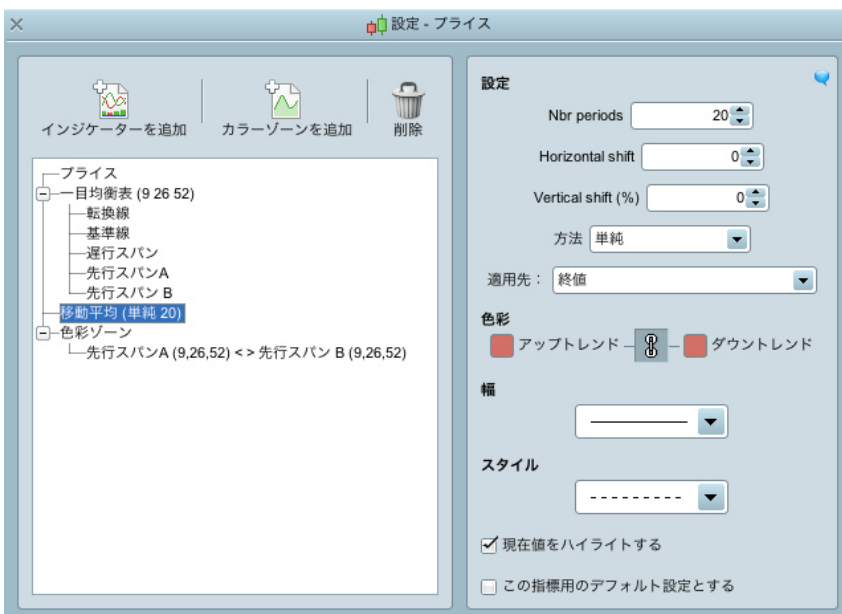 設定 - プライス
インジケーターを追加
カラーゾーンを追加
削除
プライス
一目均衡表 (9 26 52)
転換線
基準線
遅行スパン
先行スパンA
先行スパン B
移動平均 (単純 20)
色彩ゾーン
先行スパンA (9,26,52) < > 先行スパン B (9,26,52)
設定
Nbr periods 20
Horizontal shift 0
Vertical shift (%) 0
方法 単純
適用先： 終値
色彩
アップトレンド ダウントレンド
幅
スタイル
現在値をハイライトする
この指標用のデフォルト設定とする